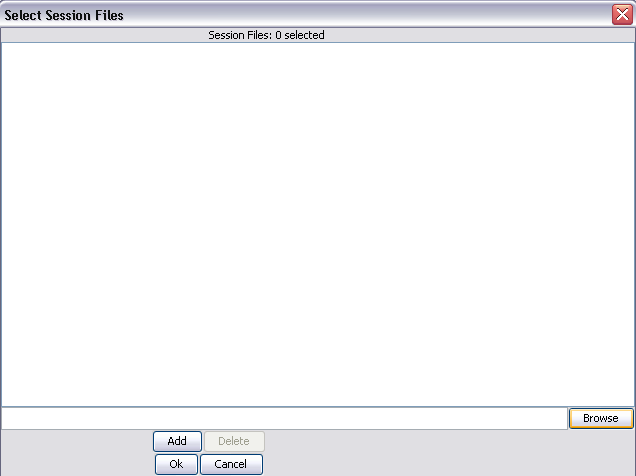 Select Session Files
Session Files: 0 selected
Browse
Add Delete
Ok Cancel